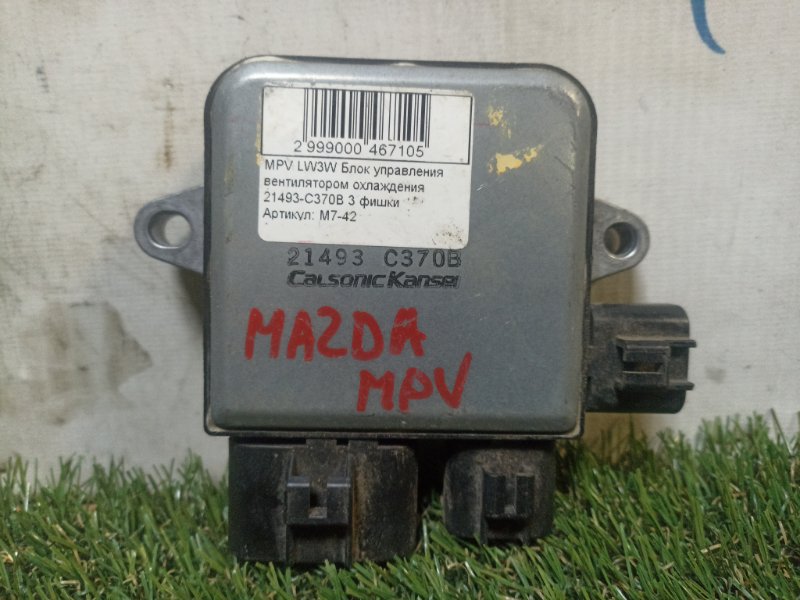 2 999000 467105
MPV LW3W Блок управления
вентилятором охлаждения
21493-C370B 3 фишки
Артикул: M7-42
21493 C370B
CalsonicKansei
MAZDA
MPV